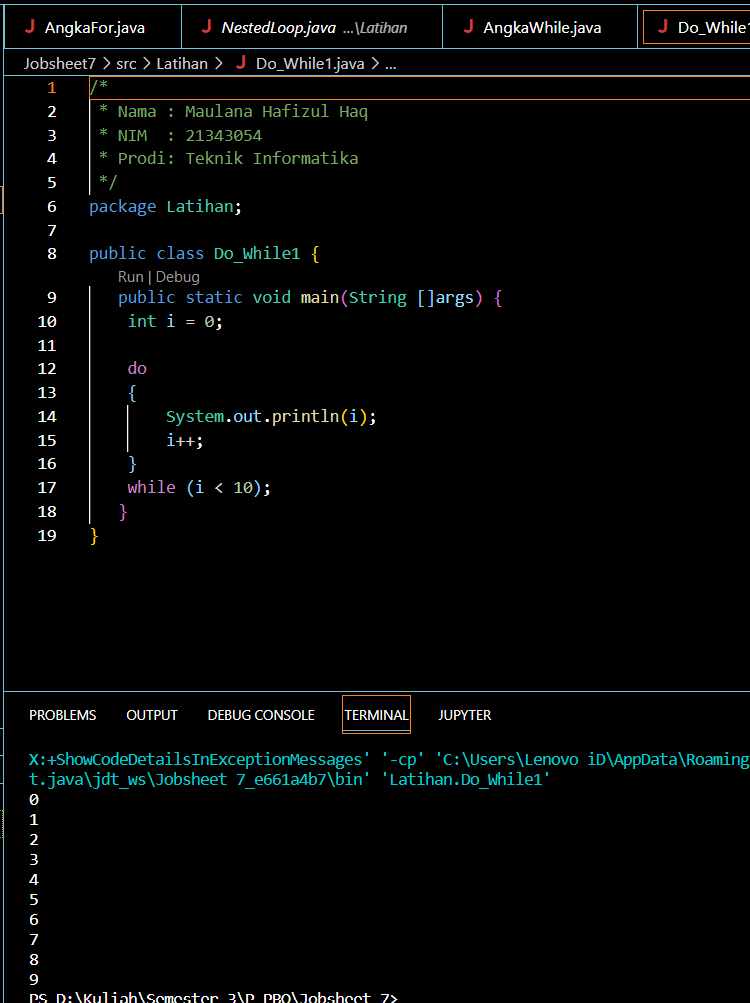 AngkaFor.java NestedLoop.java ...\Latihan AngkaWhile.java Do_While1
Jobsheet7 > src > Latihan > Do_While1.java > ...
1 /*
2 * Nama : Maulana Hafizul Haq
3 * NIM  : 21343054
4 * Prodi: Teknik Informatika
5 */
6 package Latihan;
7
8 public class Do_While1 {
Run | Debug
9 public static void main(String []args) {
10 int i = 0;
11
12 do
13 {
14 System.out.println(i);
15 i++;
16 }
17 while (i < 10);
18 }
19 }
PROBLEMS OUTPUT DEBUG CONSOLE TERMINAL JUPYTER
X:+ShowCodeDetailsInExceptionMessages' '-cp' 'C:\Users\Lenovo iD\AppData\Roaming
t.java\jdt_ws\Jobsheet 7_e661a4b7\bin' 'Latihan.Do_While1'
0
1
2
3
4
5
6
7
8
9
PS D:\Kuliah\Semester 3\P PBO\Jobsheet 7>